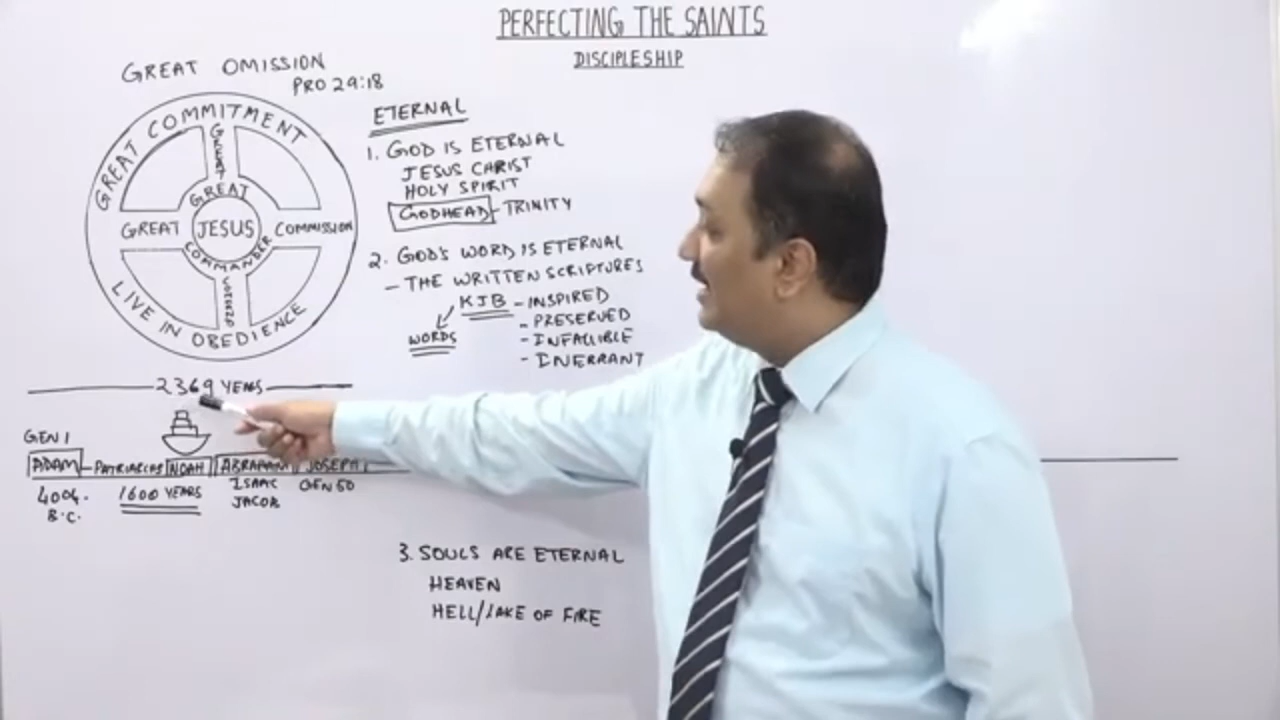 PERFECTING THE SAINTS
DISCIPLESHIP
GREAT OMISSION
PRO 29:18
GREAT COMMITMENT
GREAT
GREAT
GREAT JESUS COMMISSION
COMMANDER
LIVE IN OBEDIENCE
ETERNAL
1. GOD IS ETERNAL
JESUS CHRIST
HOLY SPIRIT
GODHEAD - TRINITY
2. GOD'S WORD IS ETERNAL
- THE WRITTEN SCRIPTURES
KJB - INSPIRED
- PRESERVED
WORDS - INFALLIBLE
- INERRANT
2369 YEARS
GEN 1
ADAM - PATRIARCHS NOAH ABRAHAM JOSEPH
4004. 1600 YEARS ISAAC GEN 50
B.C. JACOB
3. SOULS ARE ETERNAL
HEAVEN
HELL/LAKE OF FIRE